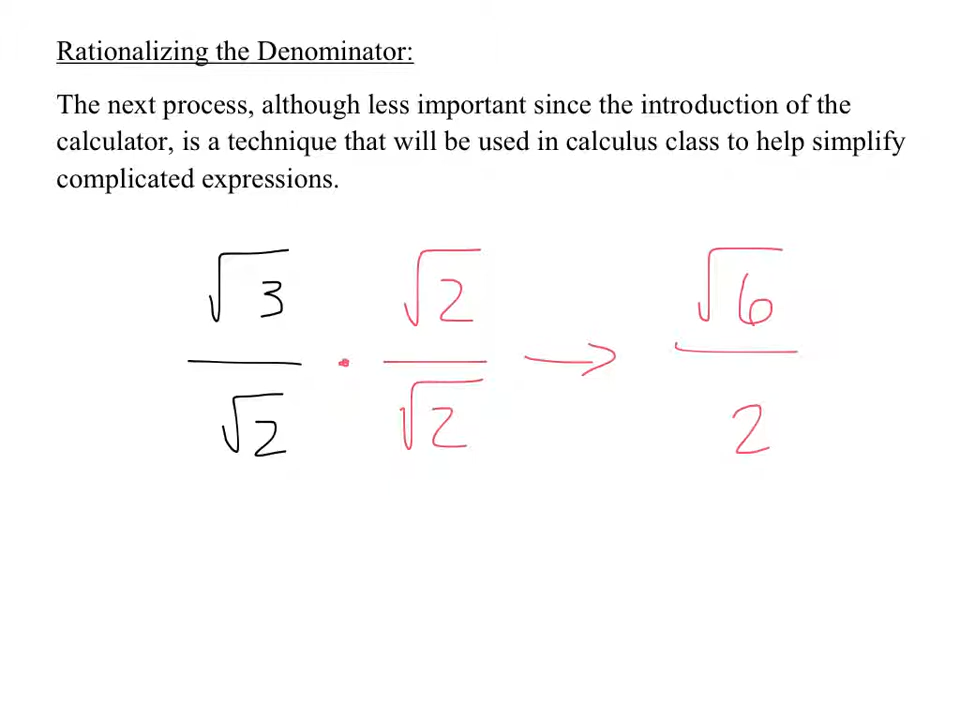 Rationalizing the Denominator:
The next process, although less important since the introduction of the
calculator, is a technique that will be used in calculus class to help simplify
complicated expressions.
√3 √2 √6
— · — → —
√2 √2 2